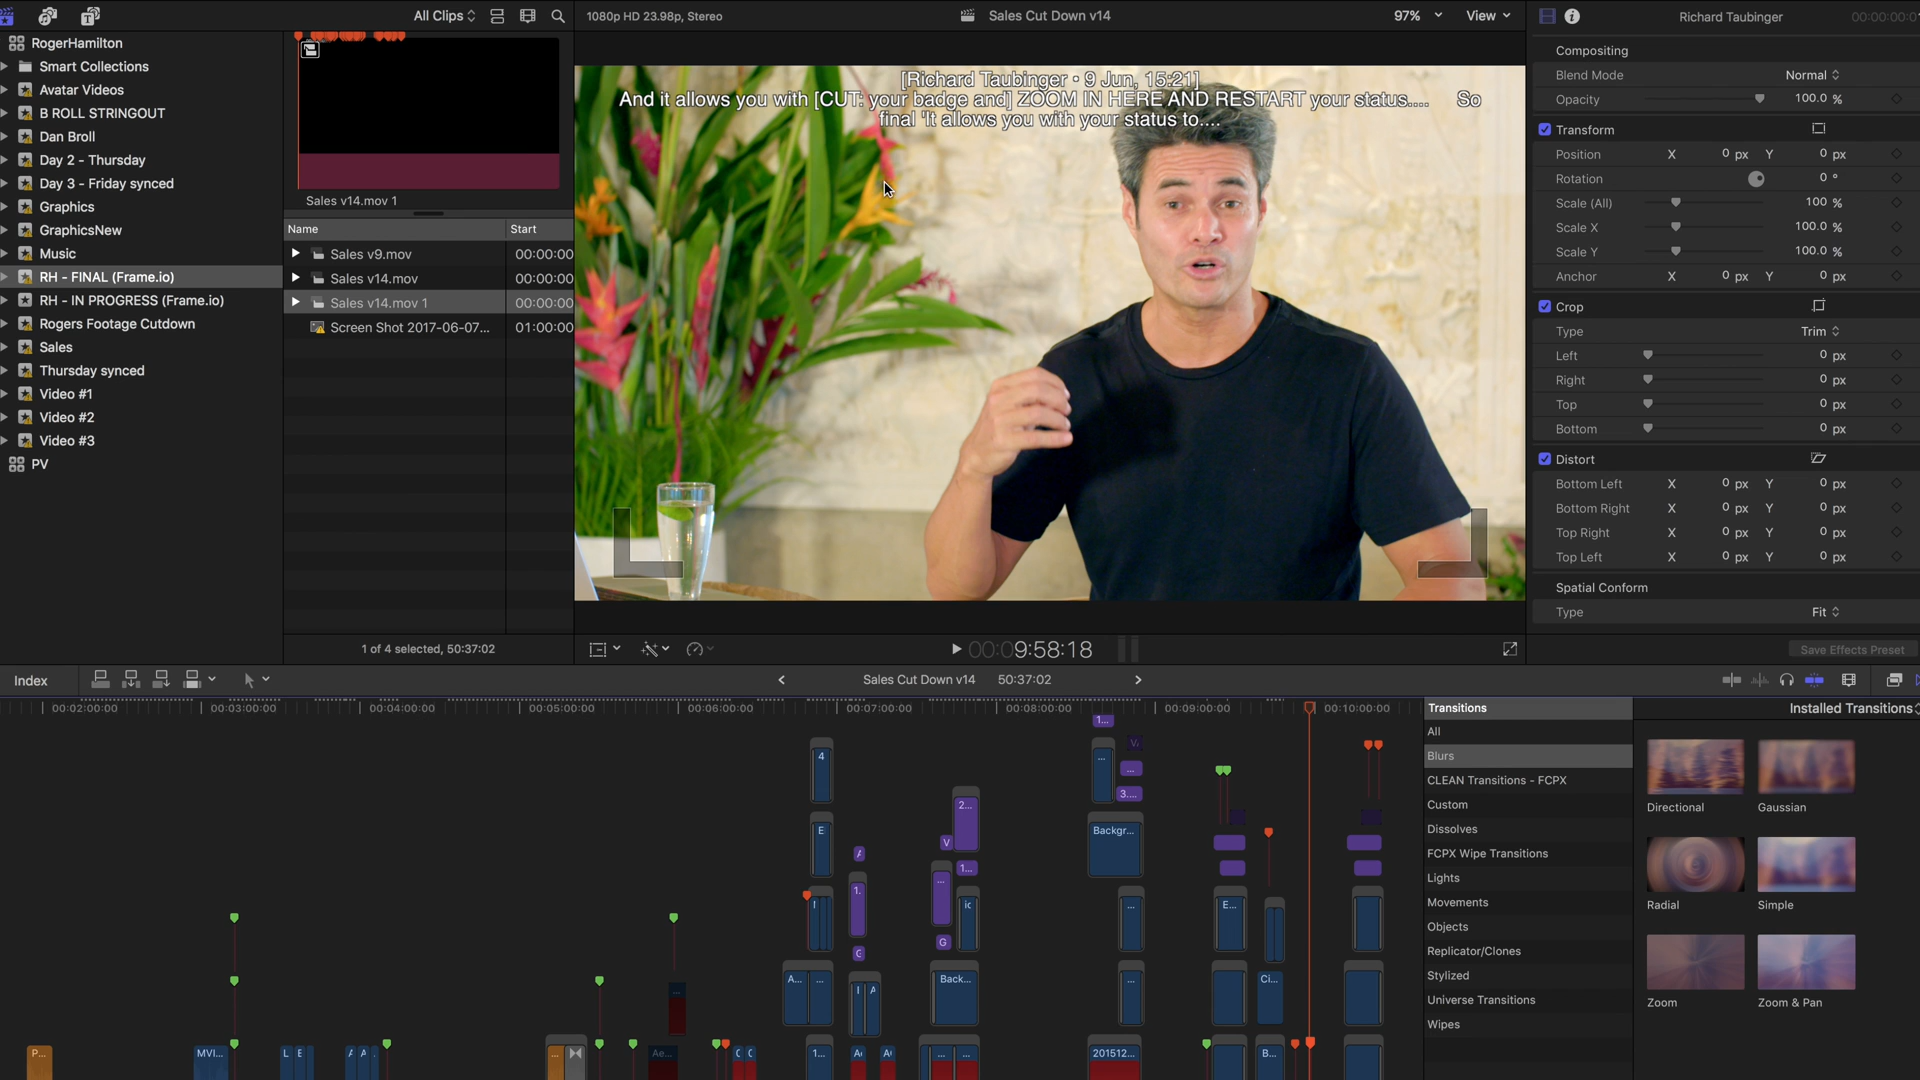 All Clips
1080p HD 23.98p, Stereo
Sales Cut Down v14
97%
View
Richard Taubinger
RogerHamilton
Smart Collections
Avatar Videos
B ROLL STRINGOUT
Dan Broll
Day 2 - Thursday
Day 3 - Friday synced
Graphics
GraphicsNew
Music
RH - FINAL (Frame.io)
RH - IN PROGRESS (Frame.io)
Rogers Footage Cutdown
Sales
Thursday synced
Video #1
Video #2
Video #3
PV
Sales v14.mov 1
Name Start
Sales v9.mov 00:00:00
Sales v14.mov 00:00:00
Sales v14.mov 1 00:00:00
Screen Shot 2017-06-07... 01:00:00
1 of 4 selected, 50:37:02
[Richard Taubinger • 9 Jun, 15:21]
And it allows you with [CUT: your badge and] ZOOM IN HERE AND RESTART your status.... So
final 'It allows you with your status to....
00:09:58:18
Compositing
Blend Mode Normal
Opacity 100.0 %
Transform
Position X 0 px Y 0 px
Rotation 0 °
Scale (All) 100 %
Scale X 100.0 %
Scale Y 100.0 %
Anchor X 0 px Y 0 px
Crop
Type Trim
Left 0 px
Right 0 px
Top 0 px
Bottom 0 px
Distort
Bottom Left X 0 px Y 0 px
Bottom Right X 0 px Y 0 px
Top Right X 0 px Y 0 px
Top Left X 0 px Y 0 px
Spatial Conform
Type Fit
Save Effects Preset
Index
Sales Cut Down v14 50:37:02
00:02:00:00 00:03:00:00 00:04:00:00 00:05:00:00 00:06:00:00 00:07:00:00 00:08:00:00 00:09:00:00 00:10:00:00
4
E
A
1.
G
A... ...
I A
2...
V
1...
...
ic
G
Back...
1...
V
...
3....
Backgr...
...
...
E...
Ci...
P...
MVI...
L E
A A
...
Ae...
C C
1...
... ...
201512...
B...
Transitions
All
Blurs
CLEAN Transitions - FCPX
Custom
Dissolves
FCPX Wipe Transitions
Lights
Movements
Objects
Replicator/Clones
Stylized
Universe Transitions
Wipes
Installed Transitions
Directional
Gaussian
Radial
Simple
Zoom
Zoom & Pan